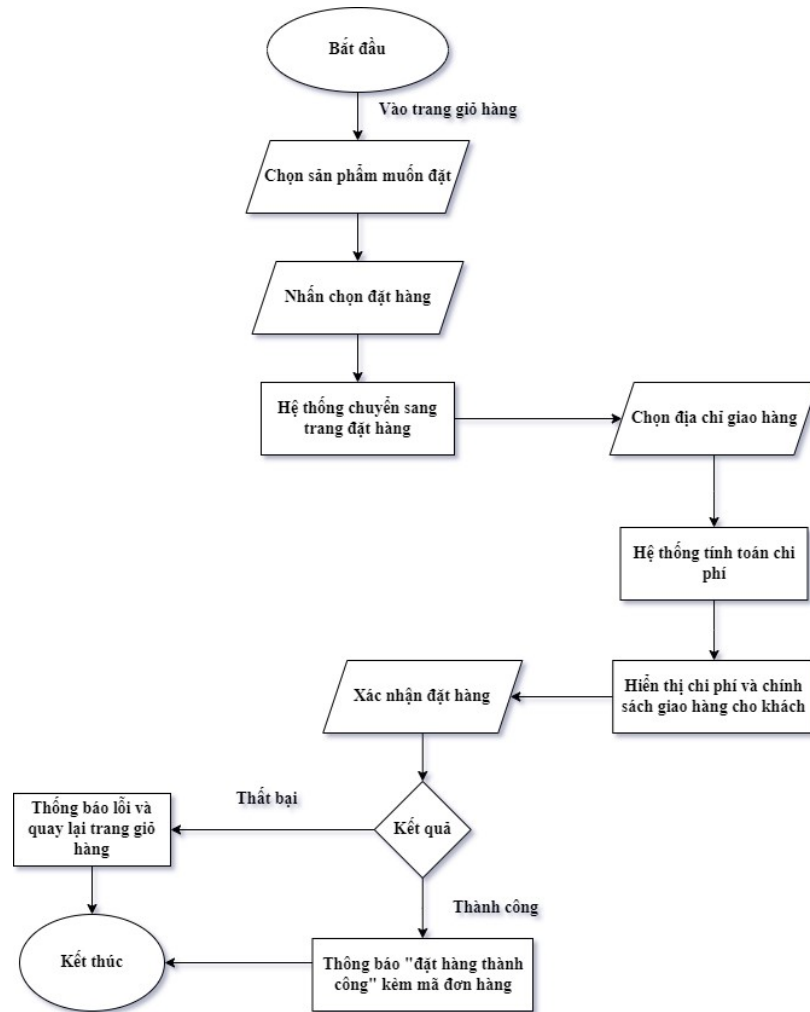 Bắt đầu
Vào trang giỏ hàng
Chọn sản phẩm muốn đặt
Nhấn chọn đặt hàng
Hệ thống chuyển sang
trang đặt hàng
Chọn địa chỉ giao hàng
Hệ thống tính toán chi
phí
Hiển thị chi phí và chính
sách giao hàng cho khách
Xác nhận đặt hàng
Kết quả
Thất bại
Thống báo lỗi và
quay lại trang giỏ
hàng
Thành công
Thông báo "đặt hàng thành
công" kèm mã đơn hàng
Kết thúc